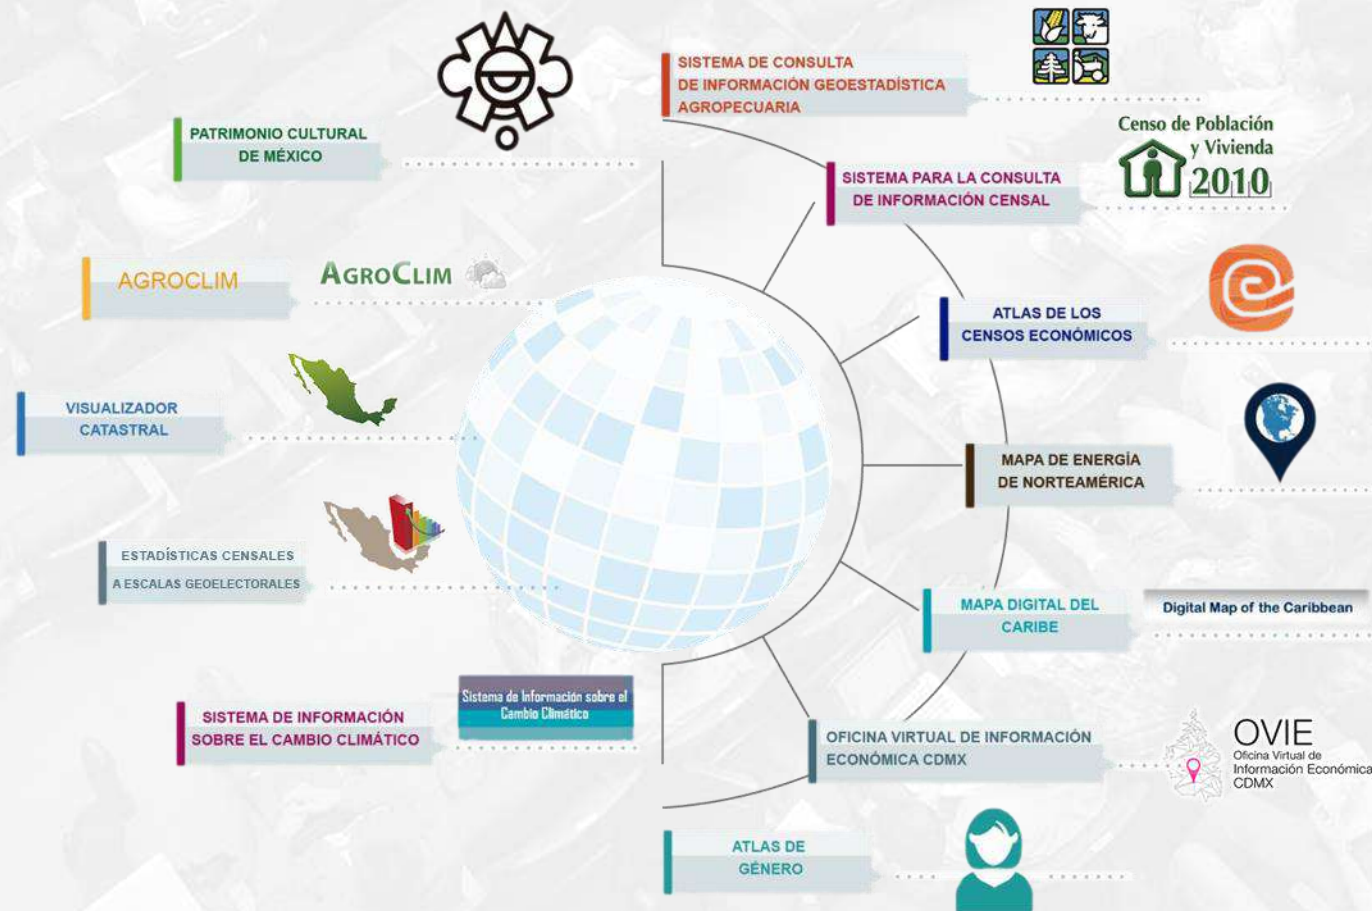 SISTEMA DE CONSULTA
DE INFORMACIÓN GEOESTADÍSTICA
AGROPECUARIA
Censo de Población
y Vivienda
2010
PATRIMONIO CULTURAL
DE MÉXICO
SISTEMA PARA LA CONSULTA
DE INFORMACIÓN CENSAL
AGROCLIM
AGROCLIM
ATLAS DE LOS
CENSOS ECONÓMICOS
VISUALIZADOR
CATASTRAL
MAPA DE ENERGÍA
DE NORTEAMÉRICA
ESTADÍSTICAS CENSALES
A ESCALAS GEOELECTORALES
MAPA DIGITAL DEL
CARIBE
Digital Map of the Caribbean
SISTEMA DE INFORMACIÓN
SOBRE EL CAMBIO CLIMÁTICO
Sistema de Información sobre el
Cambio Climático
OFICINA VIRTUAL DE INFORMACIÓN
ECONÓMICA CDMX
OVIE
Oficina Virtual de
Información Económica
CDMX
ATLAS DE
GÉNERO